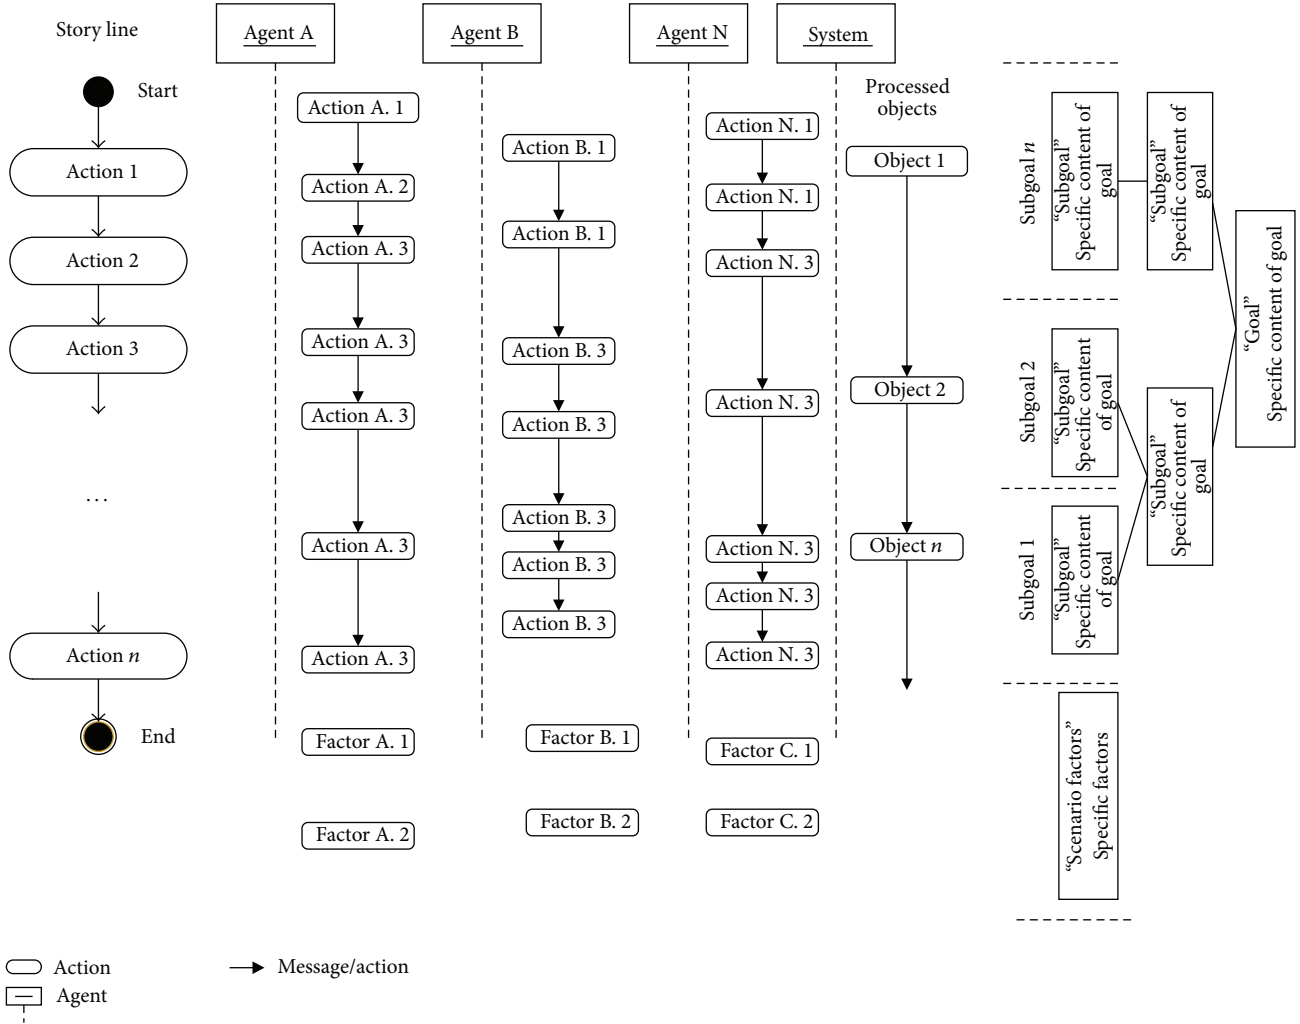 Story line
Start
Action 1
Action 2
Action 3
...
Action n
End
Agent A
Action A. 1
Action A. 2
Action A. 3
Action A. 3
Action A. 3
Action A. 3
Action A. 3
Factor A. 1
Factor A. 2
Agent B
Action B. 1
Action B. 1
Action B. 3
Action B. 3
Action B. 3
Action B. 3
Action B. 3
Factor B. 1
Factor B. 2
Agent N
Action N. 1
Action N. 1
Action N. 3
Action N. 3
Action N. 3
Action N. 3
Action N. 3
Factor C. 1
Factor C. 2
System
Processed
objects
Object 1
Object 2
Object n
Subgoal n
“Subgoal”
Specific content of
goal
“Subgoal”
Specific content of
goal
Subgoal 2
“Subgoal”
Specific content
of goal
Subgoal 1
“Subgoal”
Specific content
of goal
“Subgoal”
Specific content of
goal
“Goal”
Specific content of goal
“Scenario factors”
Specific factors
Action
Message/action
Agent